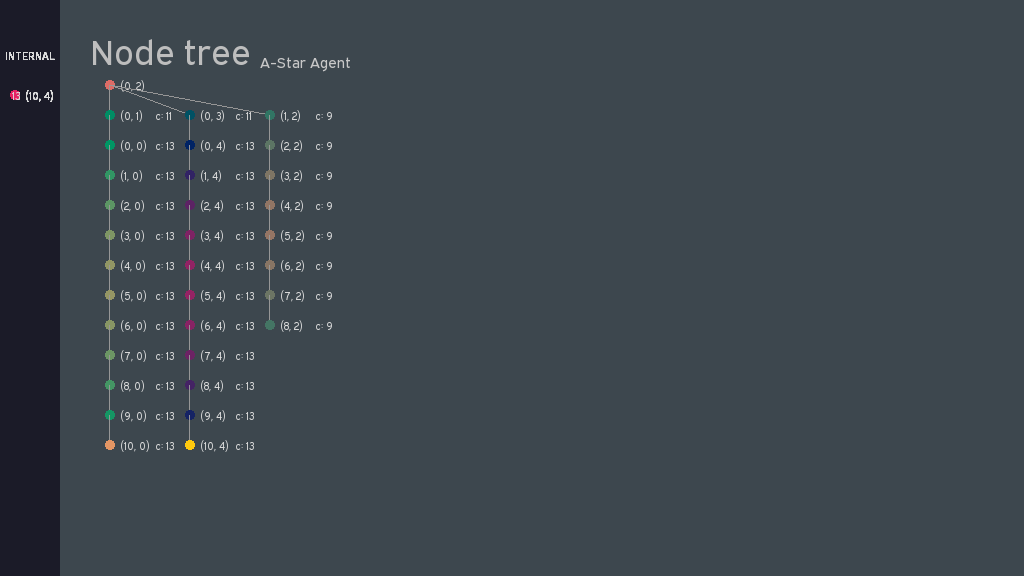 Node tree A-Star Agent
INTERNAL
(0, 2)
13 (10, 4)
(0, 1) c: 11 (0, 3) c: 11 (1, 2) c: 9
(0, 0) c: 13 (0, 4) c: 13 (2, 2) c: 9
(1, 0) c: 13 (1, 4) c: 13 (3, 2) c: 9
(2, 0) c: 13 (2, 4) c: 13 (4, 2) c: 9
(3, 0) c: 13 (3, 4) c: 13 (5, 2) c: 9
(4, 0) c: 13 (4, 4) c: 13 (6, 2) c: 9
(5, 0) c: 13 (5, 4) c: 13 (7, 2) c: 9
(6, 0) c: 13 (6, 4) c: 13 (8, 2) c: 9
(7, 0) c: 13 (7, 4) c: 13
(8, 0) c: 13 (8, 4) c: 13
(9, 0) c: 13 (9, 4) c: 13
(10, 0) c: 13 (10, 4) c: 13